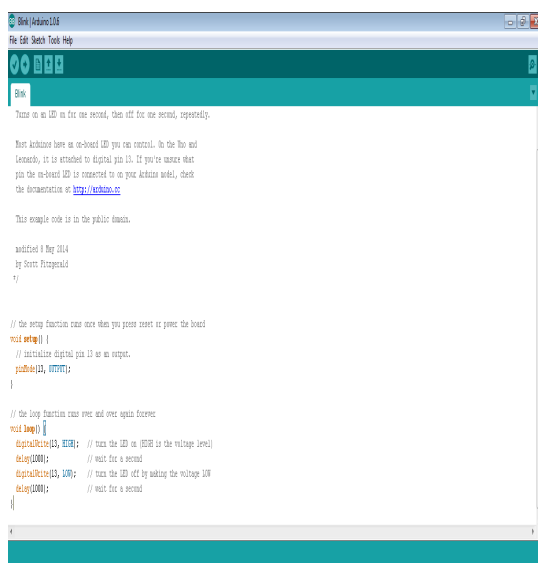 Blink | Arduino 1.0.6
File Edit Sketch Tools Help
Blink
Turns on an LED on for one second, then off for one second, repeatedly.
Most Arduinos have an on-board LED you can control. On the Uno and
Leonardo, it is attached to digital pin 13. If you're unsure what
pin the on-board LED is connected to on your Arduino model, check
the documentation at http://arduino.cc
This example code is in the public domain.
modified 8 May 2014
by Scott Fitzgerald
*/
// the setup function runs once when you press reset or power the board
void setup() {
// initialize digital pin 13 as an output.
pinMode(13, OUTPUT);
}
// the loop function runs over and over again forever
void loop() {
digitalWrite(13, HIGH); // turn the LED on (HIGH is the voltage level)
delay(1000); // wait for a second
digitalWrite(13, LOW); // turn the LED off by making the voltage LOW
delay(1000); // wait for a second
}